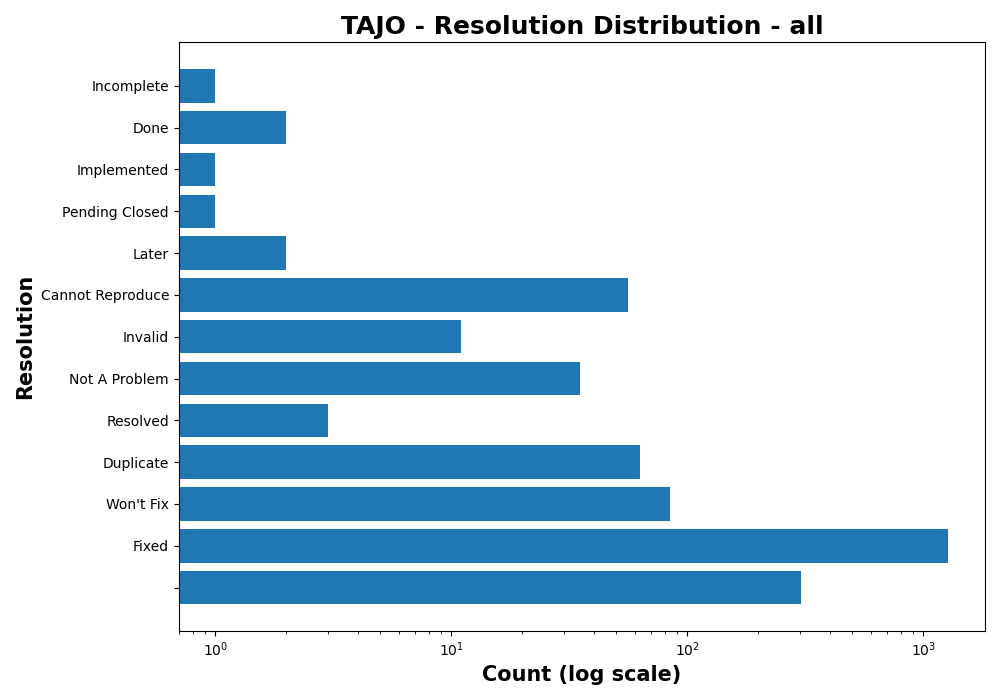 TAJO - Resolution Distribution - all
Incomplete
Done
Implemented
Pending Closed
Later
Cannot Reproduce
Invalid
Not A Problem
Resolved
Duplicate
Won't Fix
Fixed
Resolution
10⁰ 10¹ 10² 10³
Count (log scale)